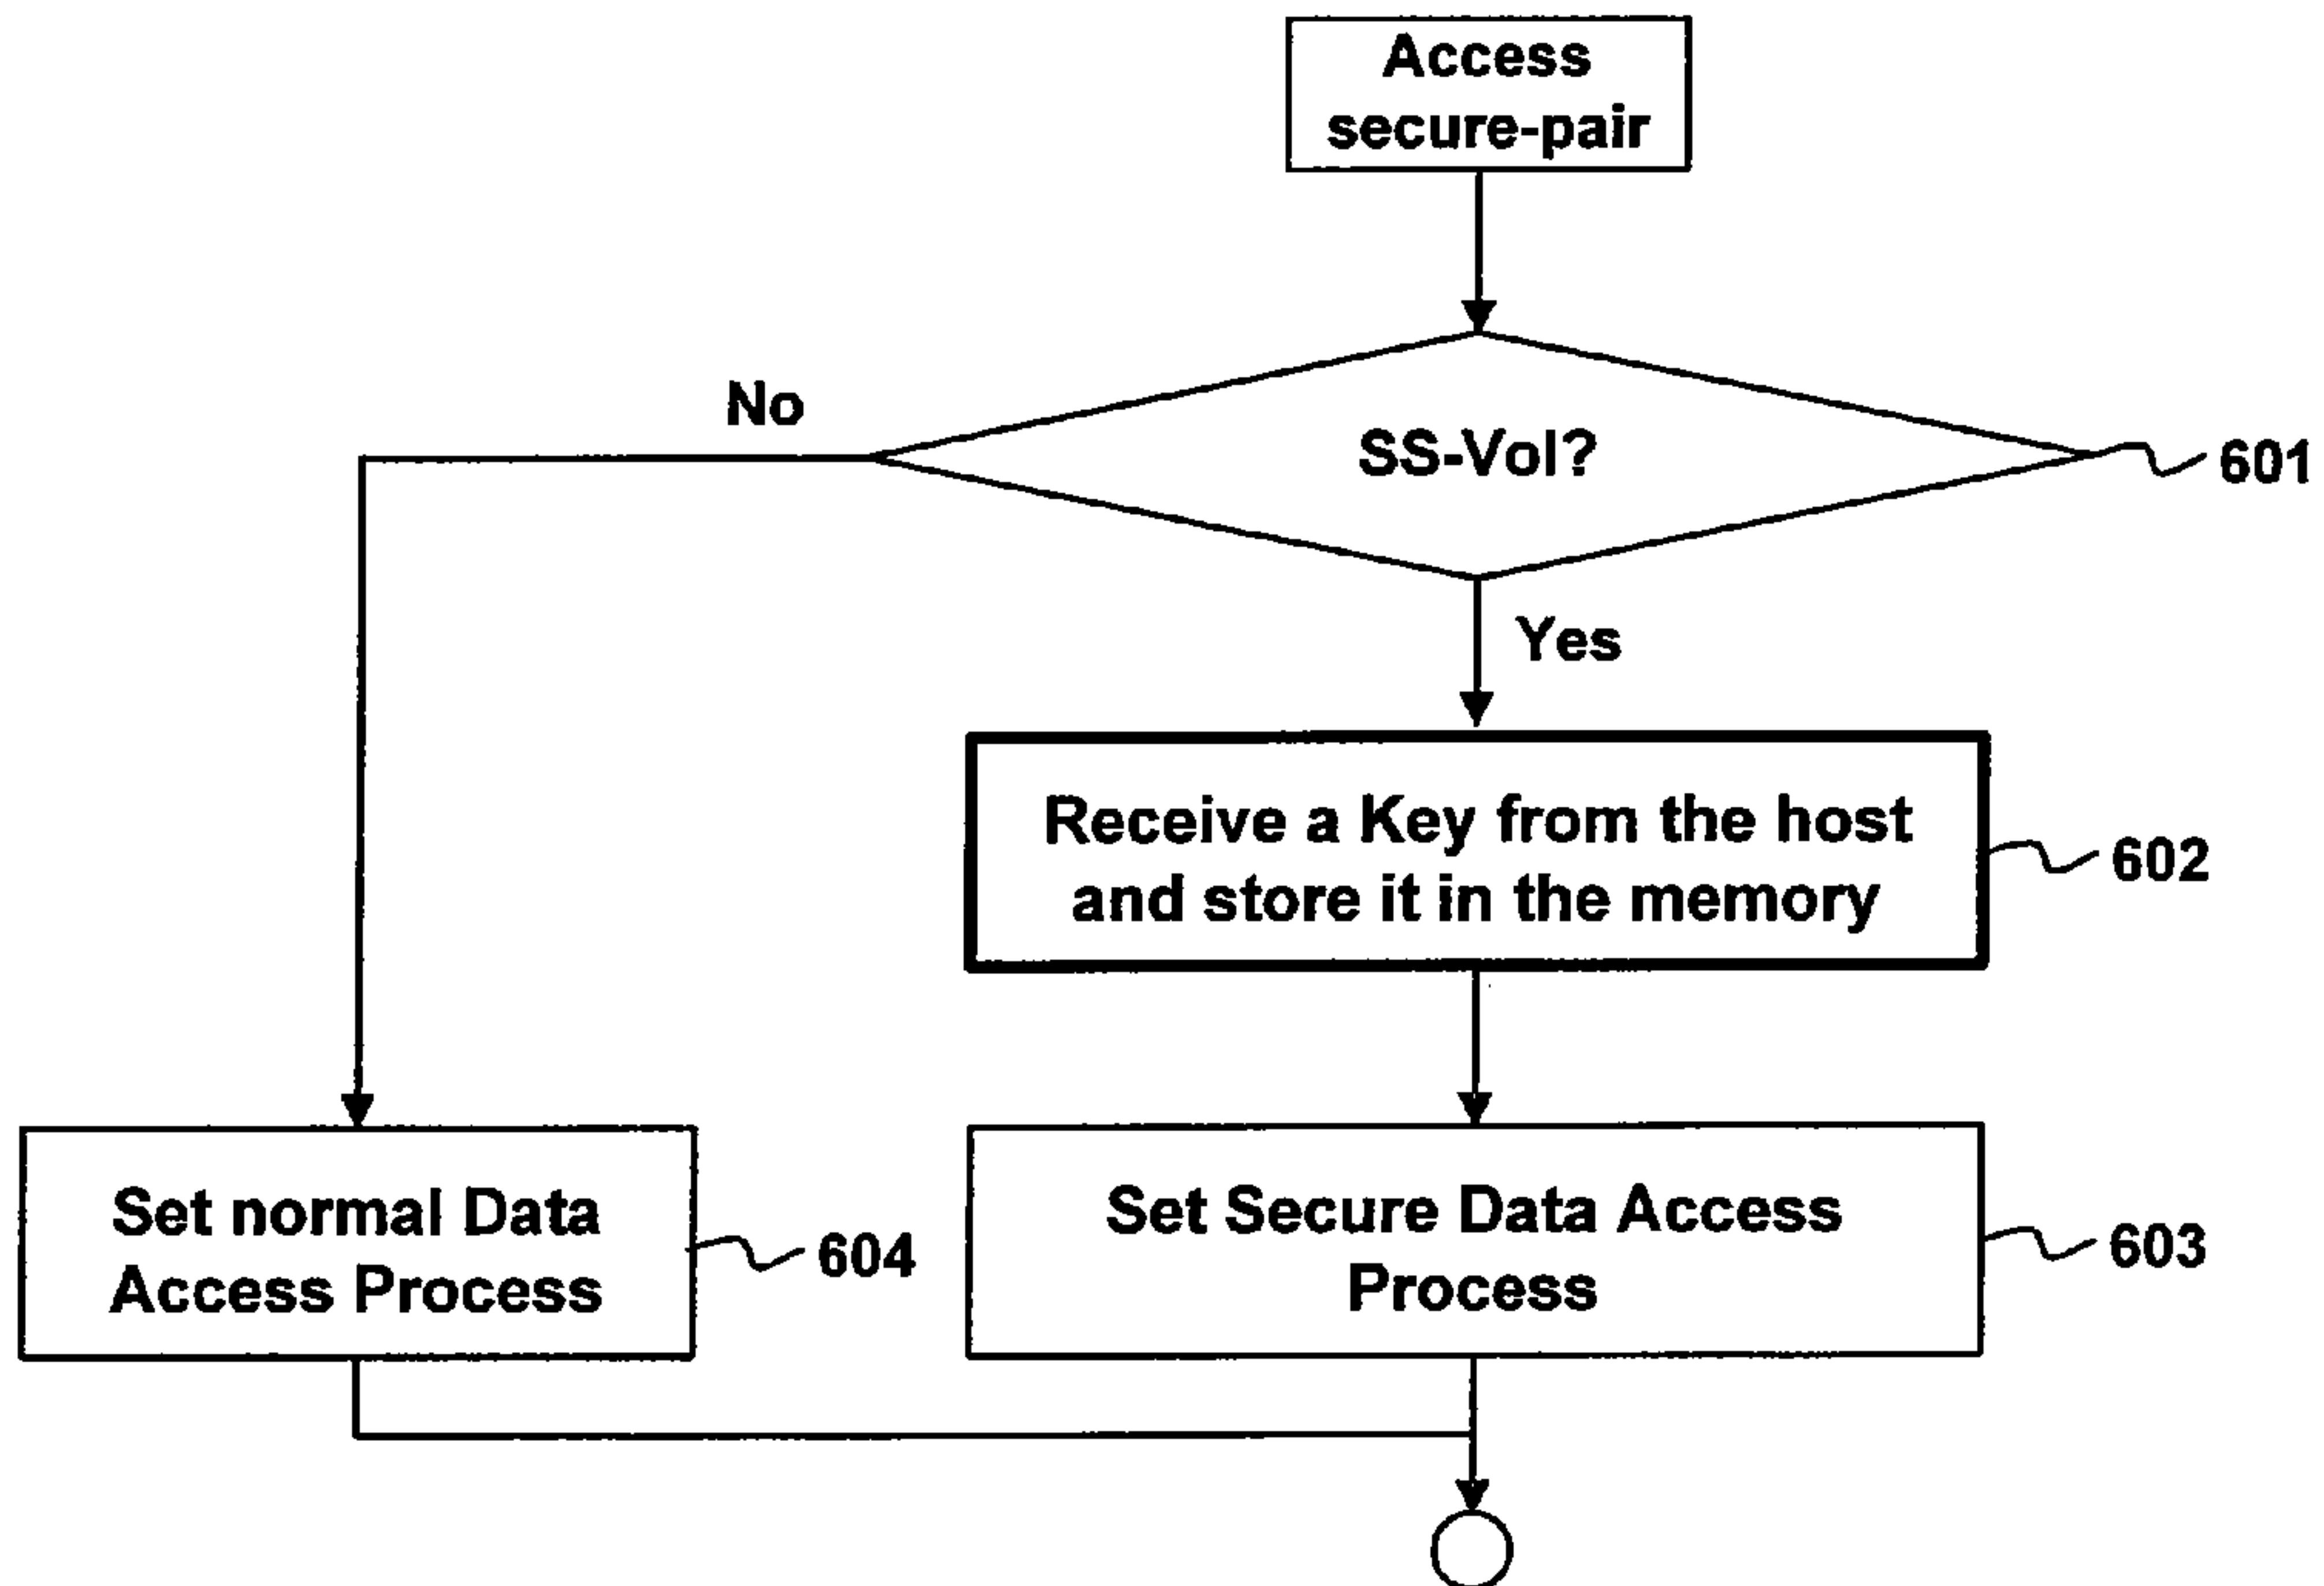 Access
secure-pair
No
SS-Vol?
601
Yes
Receive a Key from the host
and store it in the memory
602
Set normal Data
Access Process
604
Set Secure Data Access
Process
603